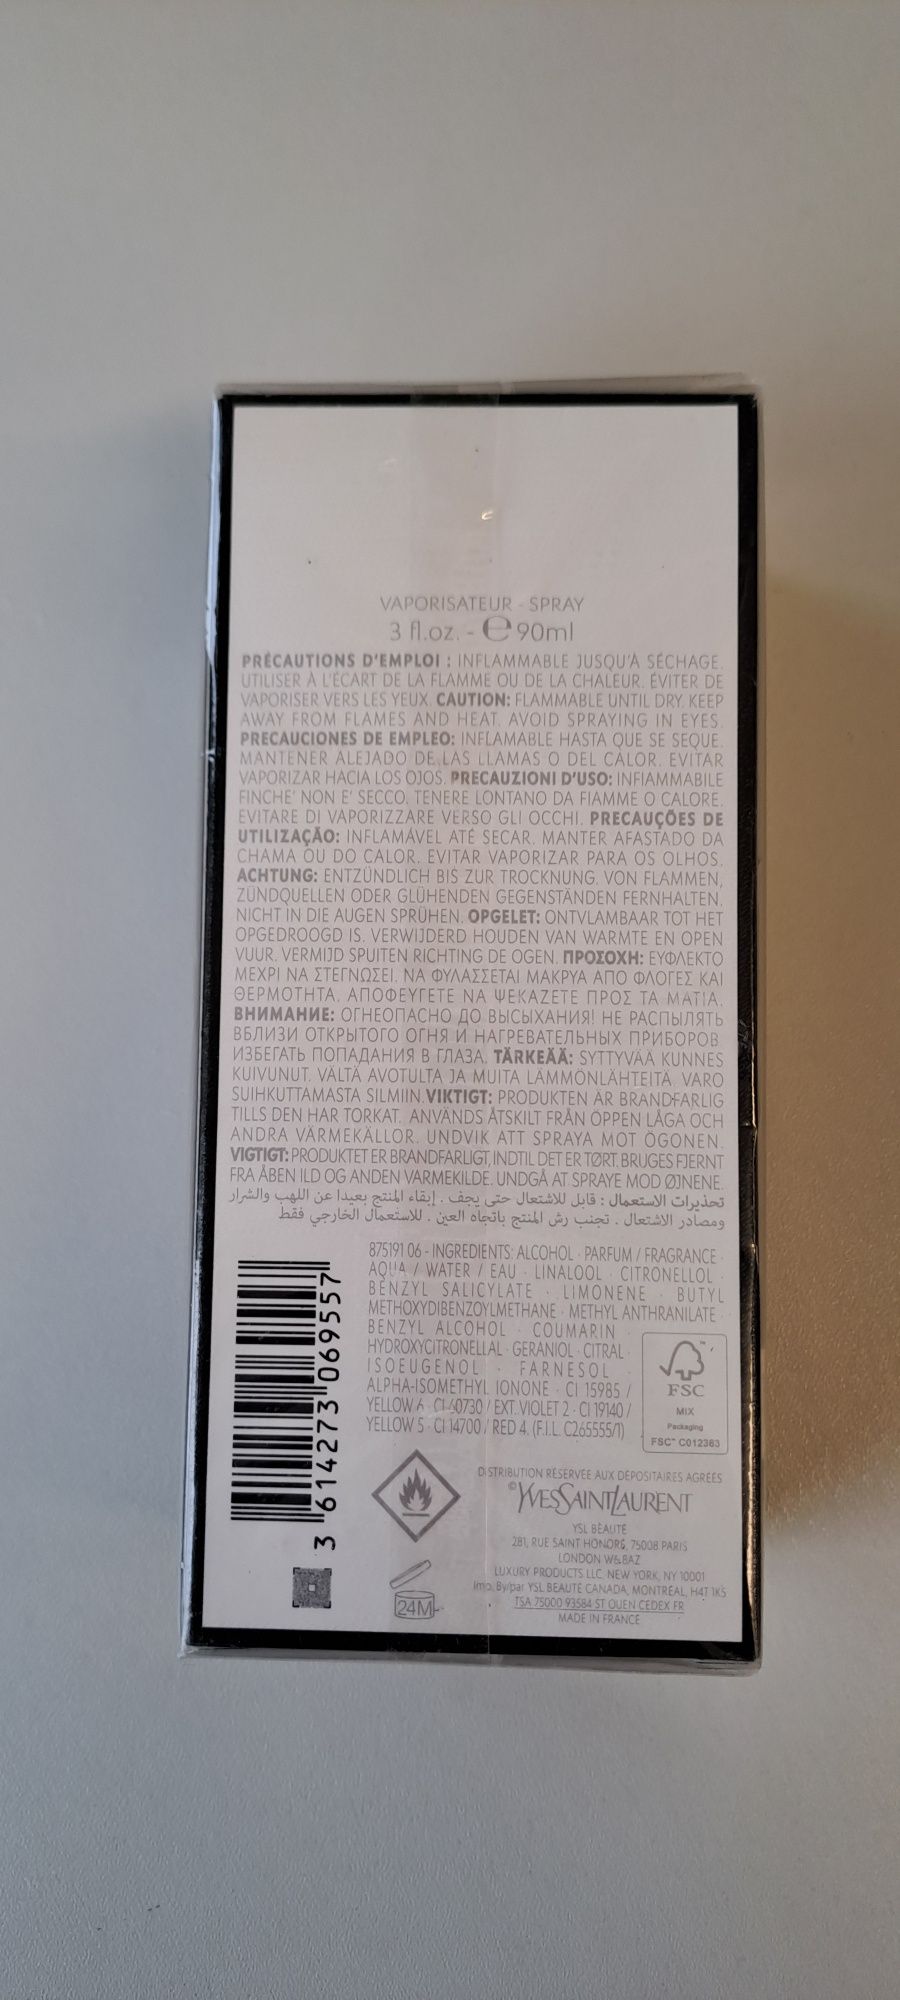 VAPORISATEUR - SPRAY
3 fl.oz. - ℮ 90ml
PRÉCAUTIONS D'EMPLOI : INFLAMMABLE JUSQU'À SÉCHAGE.
UTILISER À L'ÉCART DE LA FLAMME OU DE LA CHALEUR. ÉVITER DE
VAPORISER VERS LES YEUX. CAUTION: FLAMMABLE UNTIL DRY. KEEP
AWAY FROM FLAMES AND HEAT. AVOID SPRAYING IN EYES.
PRECAUCIONES DE EMPLEO: INFLAMABLE HASTA QUE SE SEQUE.
MANTENER ALEJADO DE LAS LLAMAS O DEL CALOR. EVITAR
VAPORIZAR HACIA LOS OJOS. PRECAUZIONI D'USO: INFIAMMABILE
FINCHE' NON E' SECCO. TENERE LONTANO DA FIAMME O CALORE.
EVITARE DI VAPORIZZARE VERSO GLI OCCHI. PRECAUÇÕES DE
UTILIZAÇÃO: INFLAMÁVEL ATÉ SECAR. MANTER AFASTADO DA
CHAMA OU DO CALOR. EVITAR VAPORIZAR PARA OS OLHOS.
ACHTUNG: ENTZÜNDLICH BIS ZUR TROCKNUNG. VON FLAMMEN,
ZÜNDQUELLEN ODER GLÜHENDEN GEGENSTÄNDEN FERNHALTEN.
NICHT IN DIE AUGEN SPRÜHEN. OPGELET: ONTVLAMBAAR TOT HET
OPGEDROOGD IS. VERWIJDERD HOUDEN VAN WARMTE EN OPEN
VUUR. VERMIJD SPUITEN RICHTING DE OGEN. ΠΡΟΣΟΧΗ: ΕΥΦΛΕΚΤΟ
ΜΕΧΡΙ ΝΑ ΣΤΕΓΝΩΣΕΙ. ΝΑ ΦΥΛΑΣΣΕΤΑΙ ΜΑΚΡΥΑ ΑΠΟ ΦΛΟΓΕΣ ΚΑΙ
ΘΕΡΜΟΤΗΤΑ. ΑΠΟΦΕΥΓΕΤΕ ΝΑ ΨΕΚΑΖΕΤΕ ΠΡΟΣ ΤΑ ΜΑΤΙΑ.
ВНИМАНИЕ: ОГНЕОПАСНО ДО ВЫСЫХАНИЯ! НЕ РАСПЫЛЯТЬ
ВБЛИЗИ ОТКРЫТОГО ОГНЯ И НАГРЕВАТЕЛЬНЫХ ПРИБОРОВ.
ИЗБЕГАТЬ ПОПАДАНИЯ В ГЛАЗА. TÄRKEÄÄ: SYTTYVÄÄ KUNNES
KUIVUNUT. VÄLTÄ AVOTULTA JA MUITA LÄMMÖNLÄHTEITÄ. VARO
SUIHKUTTAMASTA SILMIIN. VIKTIGT: PRODUKTEN ÄR BRANDFARLIG
TILLS DEN HAR TORKAT. ANVÄNDS ÅTSKILT FRÅN ÖPPEN LÅGA OCH
ANDRA VÄRMEKÄLLOR. UNDVIK ATT SPRAYA MOT ÖGONEN.
VIGTIGT: PRODUKTET ER BRANDFARLIGT, INDTIL DET ER TØRT. BRUGES FJERNT
FRA ÅBEN ILD OG ANDEN VARMEKILDE. UNDGÅ AT SPRAYE MOD ØJNENE.
تحذيرات الاستعمال : قابل للاشتعال حتى يجف . إبقاء المنتج بعيدا عن اللهب والشرار
ومصادر الاشتعال . تجنب رش المنتج باتجاه العين . للاستعمال الخارجي فقط
875191 06 - INGREDIENTS: ALCOHOL · PARFUM / FRAGRANCE ·
AQUA / WATER / EAU · LINALOOL · CITRONELLOL ·
BENZYL SALICYLATE · LIMONENE · BUTYL
METHOXYDIBENZOYLMETHANE · METHYL ANTHRANILATE ·
BENZYL ALCOHOL · COUMARIN ·
HYDROXYCITRONELLAL · GERANIOL · CITRAL ·
ISOEUGENOL · FARNESOL ·
ALPHA-ISOMETHYL IONONE · CI 15985 /
YELLOW 6 · CI 60730 / EXT. VIOLET 2 · CI 19140 /
YELLOW 5 · CI 14700 / RED 4. (F.I.L. C265555/1)
3 614273 069557
FSC™
MIX
Packaging
FSC™ C012363
24M
DISTRIBUTION RÉSERVÉE AUX DÉPOSITAIRES AGRÉÉS
©YVESSAINTLAURENT
YSL BEAUTÉ
281, RUE SAINT HONORÉ, 75008 PARIS
LONDON W6 8AZ
LUXURY PRODUCTS LLC, NEW YORK, NY 10001
Imp. By/par YSL BEAUTÉ CANADA, MONTREAL, H4T 1K5
TSA 75000 93584 ST OUEN CEDEX FR
MADE IN FRANCE